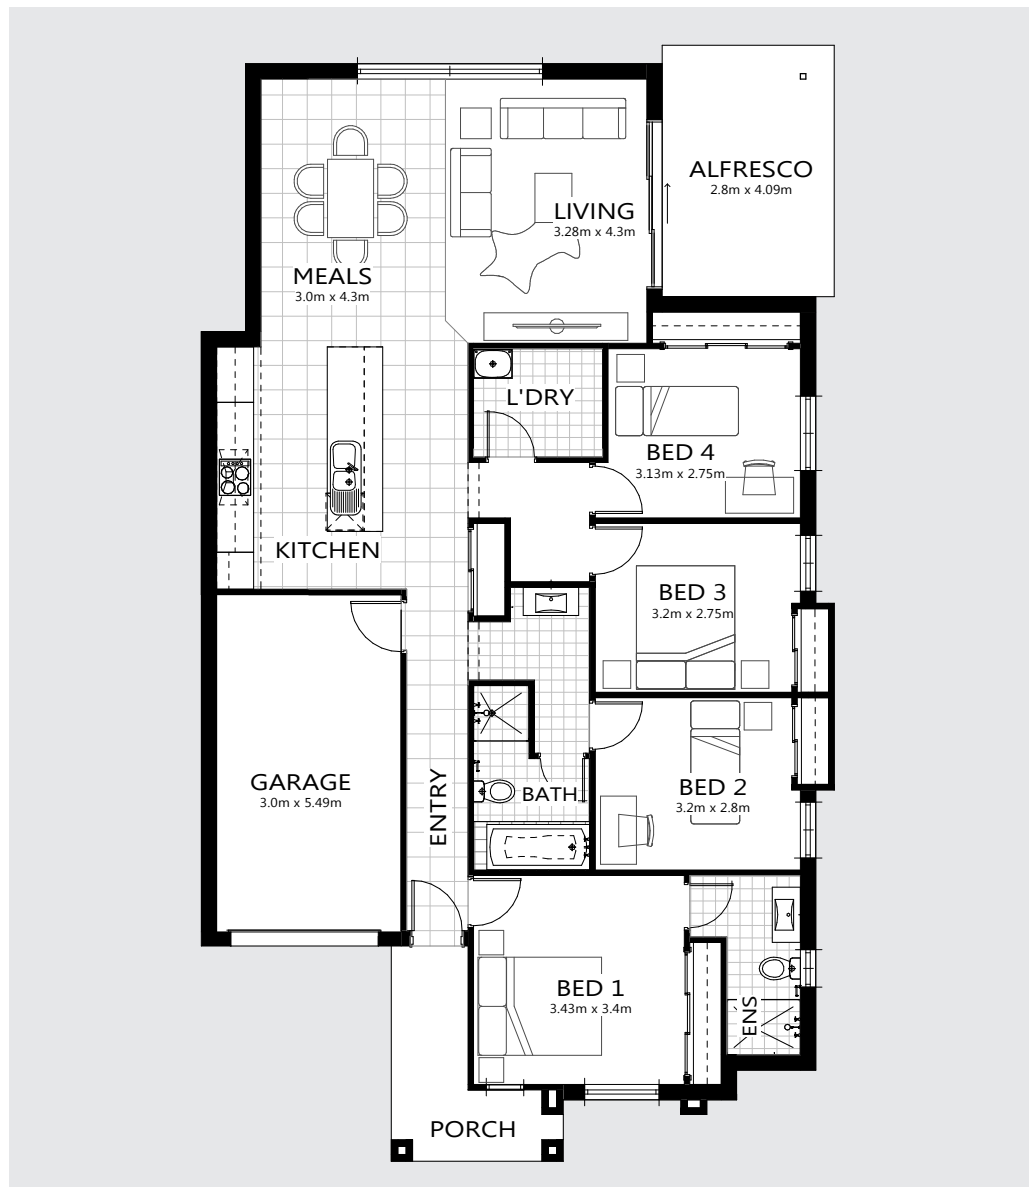 ALFRESCO
2.8m x 4.09m
LIVING
3.28m x 4.3m
MEALS
3.0m x 4.3m
L'DRY
BED 4
3.13m x 2.75m
KITCHEN
BED 3
3.2m x 2.75m
GARAGE
3.0m x 5.49m
ENTRY
BATH
BED 2
3.2m x 2.8m
BED 1
3.43m x 3.4m
ENS
PORCH